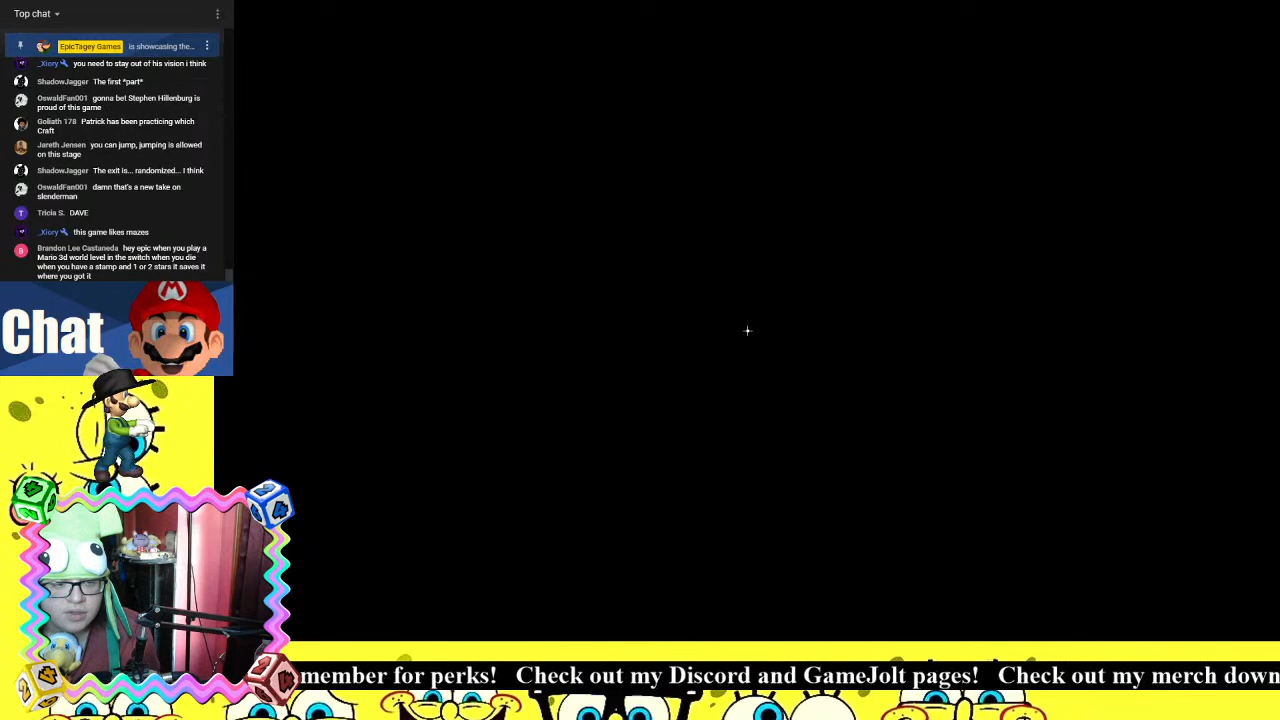 Top chat
EpicTagey Games is showcasing the...
_Xiory you need to stay out of his vision i think
ShadowJagger The first *part*
OswaldFan001 gonna be! Stephen Hillenburg is
proud of this game
Goliath 178 Patrick has been practicing which
Craft
Jareth Jensen you can jump, jumping is allowed
on this stage
ShadowJagger The exit is... randomized... I think
OswaldFan001 damn that's a new take on
slenderman
T Tricia S. DAVE
_Xiory this game likes mazes
B Brandon Lee Castaneda hey epic when you play a
Mario 3d world level in the switch when you die
when you have a stamp and 1 or 2 stars it saves it
where you got it
Chat
M
member for perks! Check out my Discord and GameJolt pages! Check out my merch down